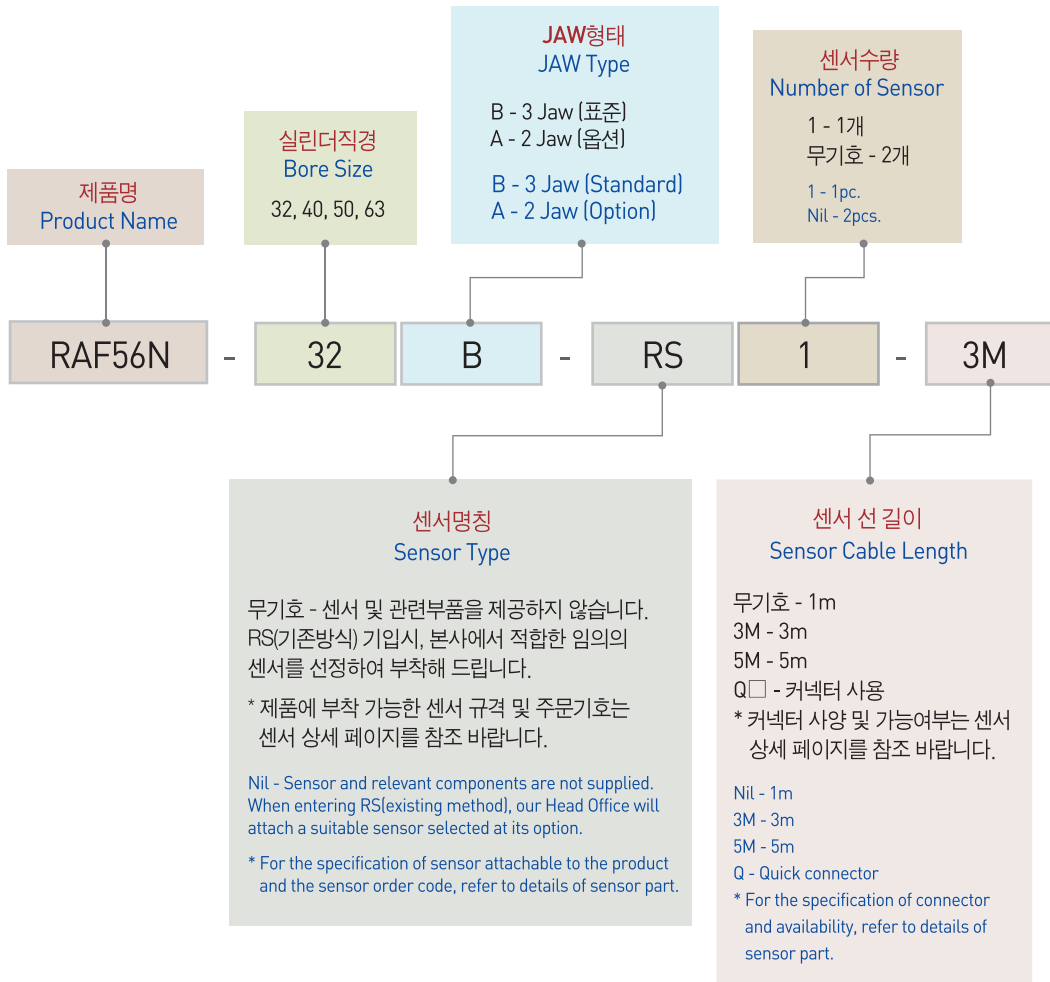 JAW형태
JAW Type
B - 3 Jaw (표준)
A - 2 Jaw (옵션)
B - 3 Jaw (Standard)
A - 2 Jaw (Option)
센서수량
Number of Sensor
1 - 1개
무기호 - 2개
1 - 1pc.
Nil - 2pcs.
실린더직경
Bore Size
32, 40, 50, 63
제품명
Product Name
RAF56N - 32 B - RS 1 - 3M
센서명칭
Sensor Type
무기호 - 센서 및 관련부품을 제공하지 않습니다.
RS(기존방식) 기입시, 본사에서 적합한 임의의
센서를 선정하여 부착해 드립니다.
* 제품에 부착 가능한 센서 규격 및 주문기호는
센서 상세 페이지를 참조 바랍니다.
Nil - Sensor and relevant components are not supplied.
When entering RS(existing method), our Head Office will
attach a suitable sensor selected at its option.
* For the specification of sensor attachable to the product
and the sensor order code, refer to details of sensor part.
센서 선 길이
Sensor Cable Length
무기호 - 1m
3M - 3m
5M - 5m
Q□ - 커넥터 사용
* 커넥터 사양 및 가능여부는 센서
상세 페이지를 참조 바랍니다.
Nil - 1m
3M - 3m
5M - 5m
Q - Quick connector
* For the specification of connector
and availability, refer to details of
sensor part.